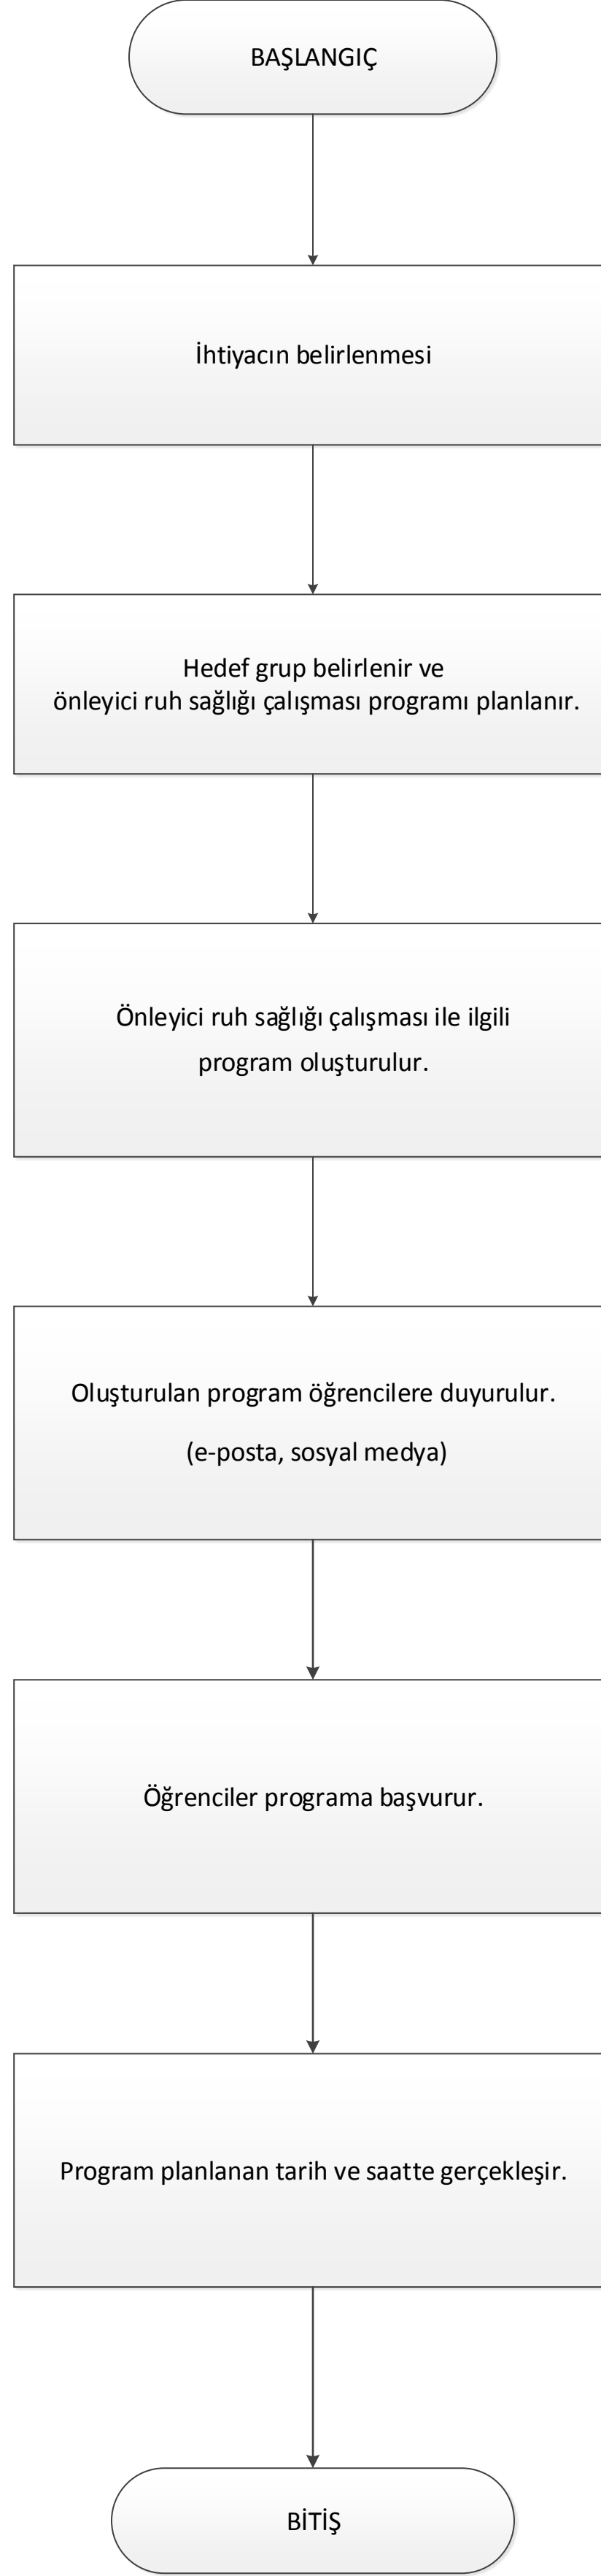 BAŞLANGIÇ
İhtiyacın belirlenmesi
Hedef grup belirlenir ve
önleyici ruh sağlığı çalışması programı planlanır.
Önleyici ruh sağlığı çalışması ile ilgili
program oluşturulur.
Oluşturulan program öğrencilere duyurulur.
(e-posta, sosyal medya)
Öğrenciler programa başvurur.
Program planlanan tarih ve saatte gerçekleşir.
BİTİŞ